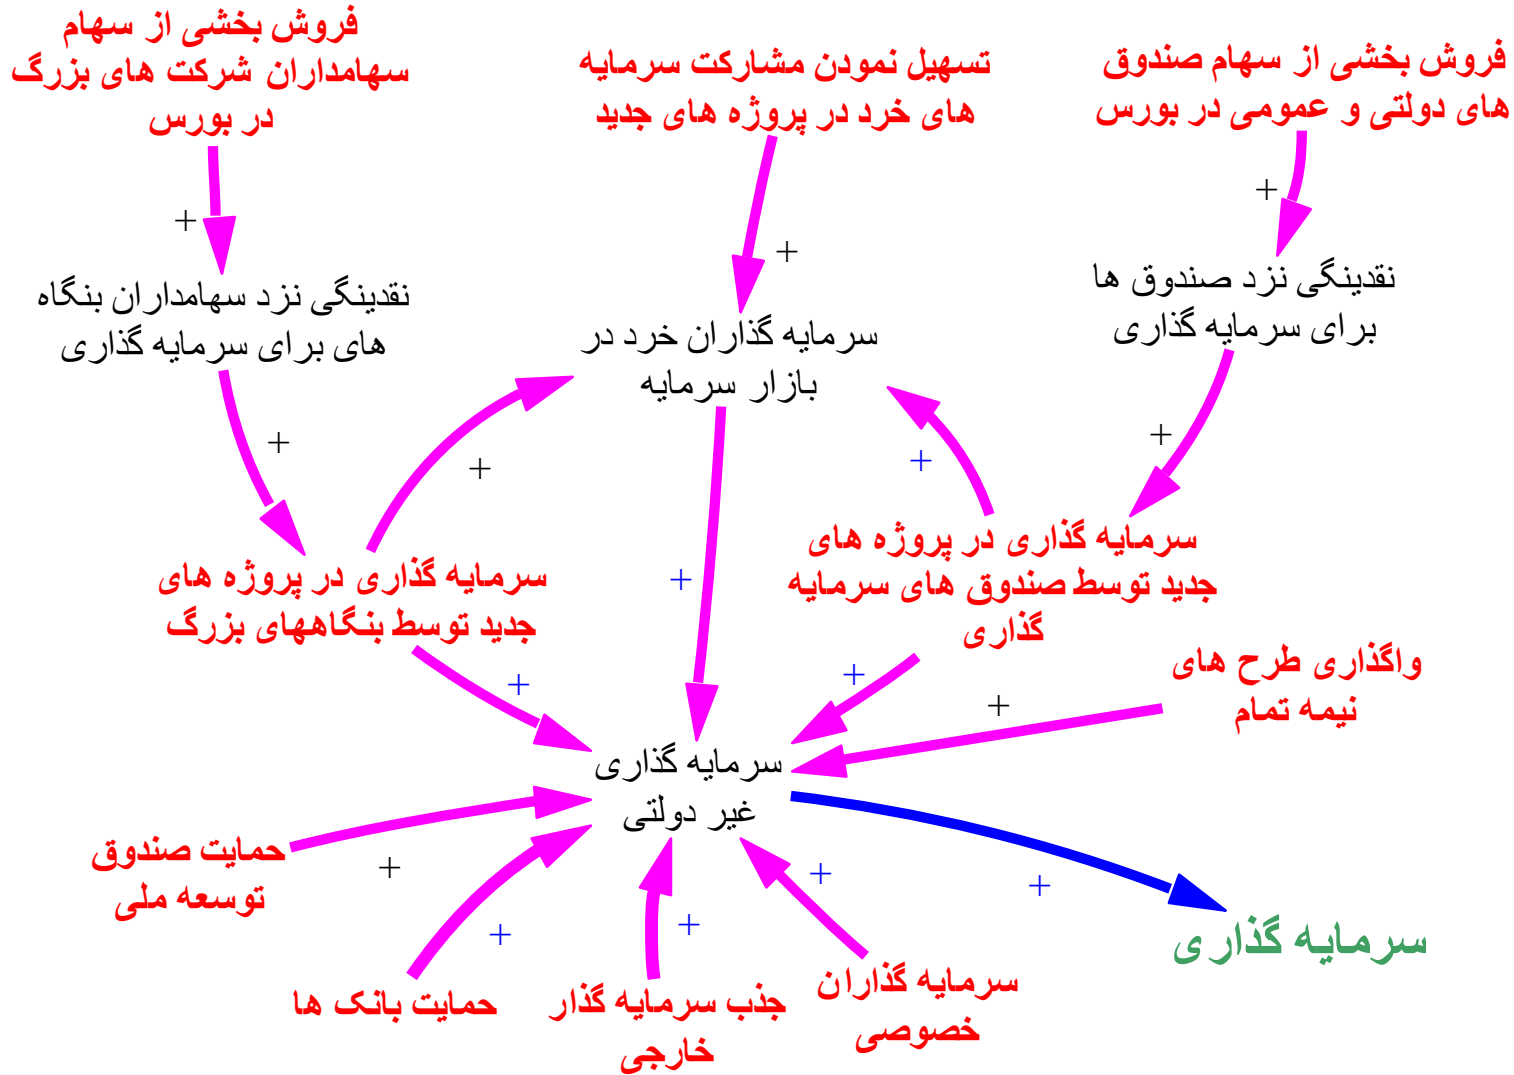 فروش بخشی از سهام
سهامداران شرکت های بزرگ
در بورس
تسهیل نمودن مشارکت سرمایه
های خرد در پروژه های جدید
فروش بخشی از سهام صندوق
های دولتی و عمومی در بورس
+
+
+
نقدینگی نزد سهامداران بنگاه
های برای سرمایه گذاری
سرمایه گذاران خرد در
بازار سرمایه
نقدینگی نزد صندوق ها
برای سرمایه گذاری
+
+
+
+
سرمایه گذاری در پروژه های
جدید توسط بنگاههای بزرگ
+
سرمایه گذاری در پروژه های
جدید توسط صندوق های سرمایه
گذاری
واگذاری طرح های
نیمه تمام
+
+
+
سرمایه گذاری
غیر دولتی
حمایت صندوق
توسعه ملی
+
+
+
+
+
سرمایه گذاری
حمایت بانک ها
جذب سرمایه گذار
خارجی
سرمایه گذاران
خصوصی